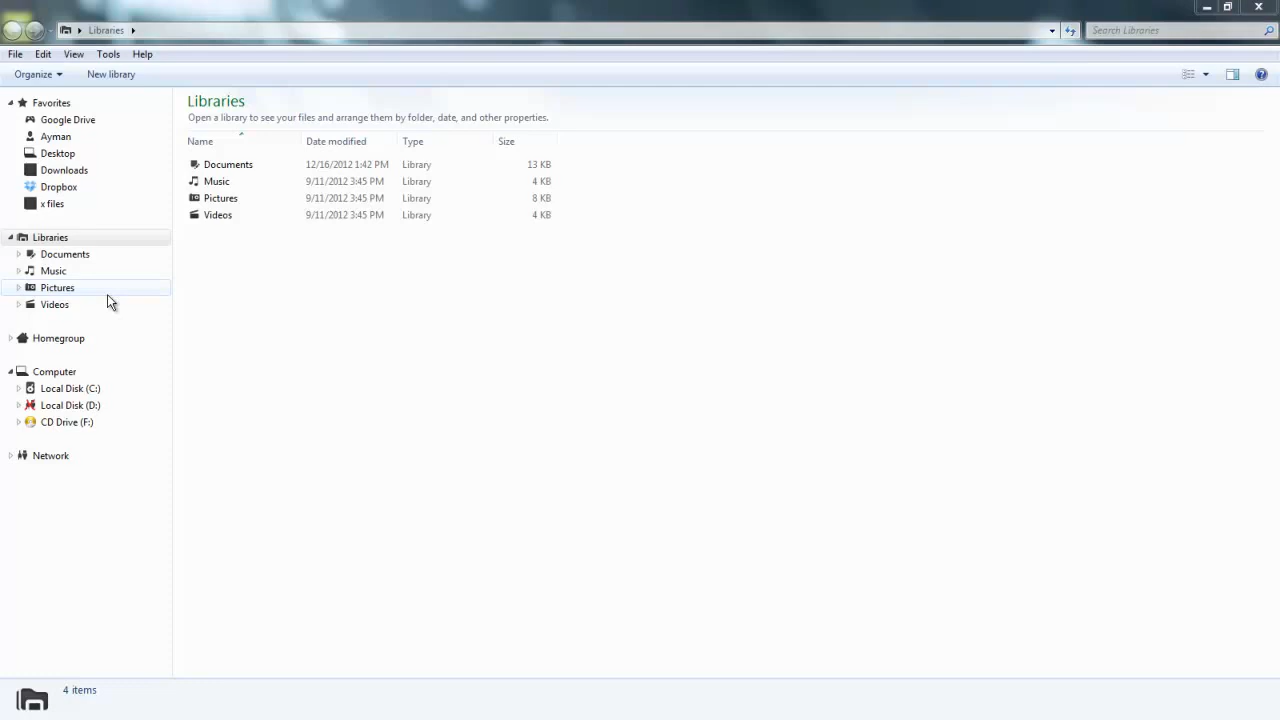 Libraries
Search Libraries
File Edit View Tools Help
Organize New library
Favorites
Google Drive
Ayman
Desktop
Downloads
Dropbox
x files
Libraries
Documents
Music
Pictures
Videos
Homegroup
Computer
Local Disk (C:)
Local Disk (D:)
CD Drive (F:)
Network
Libraries
Open a library to see your files and arrange them by folder, date, and other properties.
Name Date modified Type Size
Documents 12/16/2012 1:42 PM Library 13 KB
Music 9/11/2012 3:45 PM Library 4 KB
Pictures 9/11/2012 3:45 PM Library 8 KB
Videos 9/11/2012 3:45 PM Library 4 KB
4 items